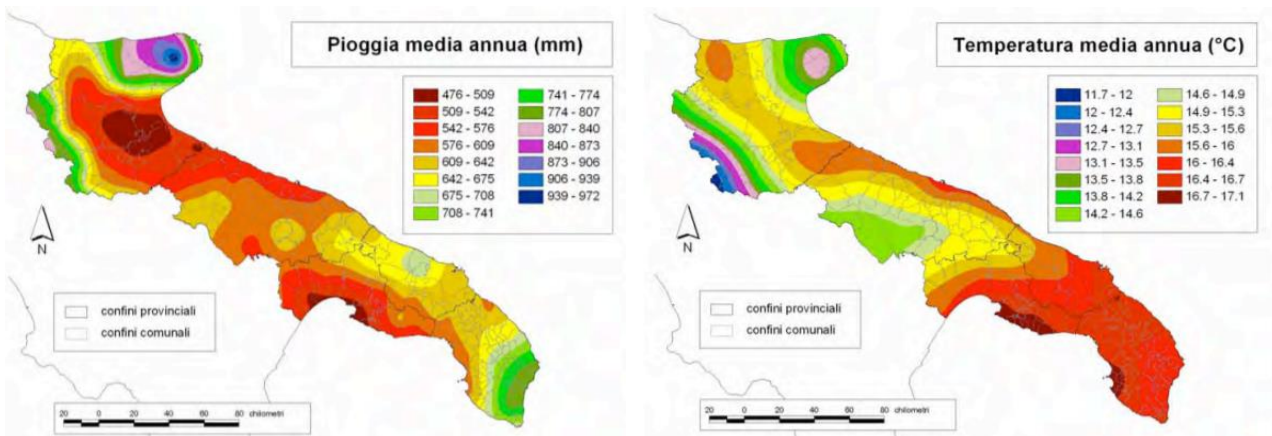 Pioggia media annua (mm)
476 - 509
509 - 542
542 - 576
576 - 609
609 - 642
642 - 675
675 - 708
708 - 741
741 - 774
774 - 807
807 - 840
840 - 873
873 - 906
906 - 939
939 - 972
N
confini provinciali
confini comunali
20 0 20 40 60 80 chilometri
Temperatura media annua (°C)
11.7 - 12
12 - 12.4
12.4 - 12.7
12.7 - 13.1
13.1 - 13.5
13.5 - 13.8
13.8 - 14.2
14.2 - 14.6
14.6 - 14.9
14.9 - 15.3
15.3 - 15.6
15.6 - 16
16 - 16.4
16.4 - 16.7
16.7 - 17.1
N
confini provinciali
confini comunali
20 0 20 40 60 80 chilometri